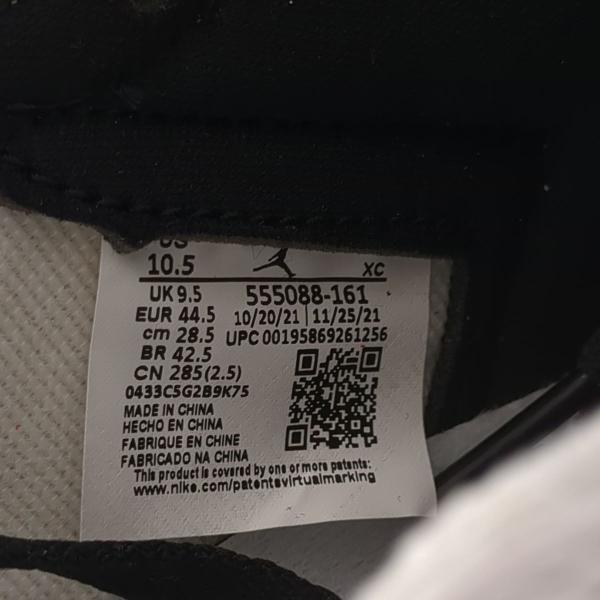 US
10.5
XC
UK 9.5
555088-161
EUR 44.5
10/20/21 | 11/25/21
cm 28.5
UPC 00195869261256
BR 42.5
CN 285(2.5)
0433C5G2B9K75
MADE IN CHINA
HECHO EN CHINA
FABRIQUE EN CHINE
FABRICADO NA CHINA
This product is covered by one or more patents:
www.nike.com/patentsvirtualmarking